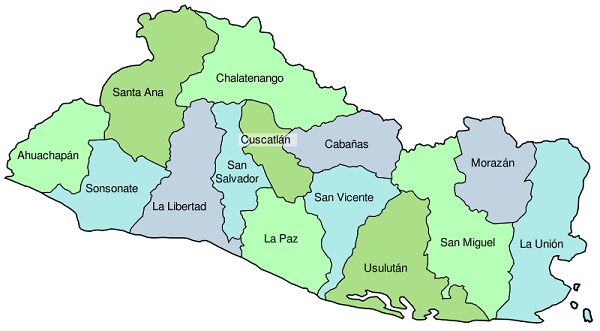 Chalatenango
Santa Ana
Cuscatlán
Cabañas
Ahuachapán
Morazán
San
Salvador
Sonsonate
San Vicente
La Libertad
La Paz
San Miguel
La Unión
Usulután